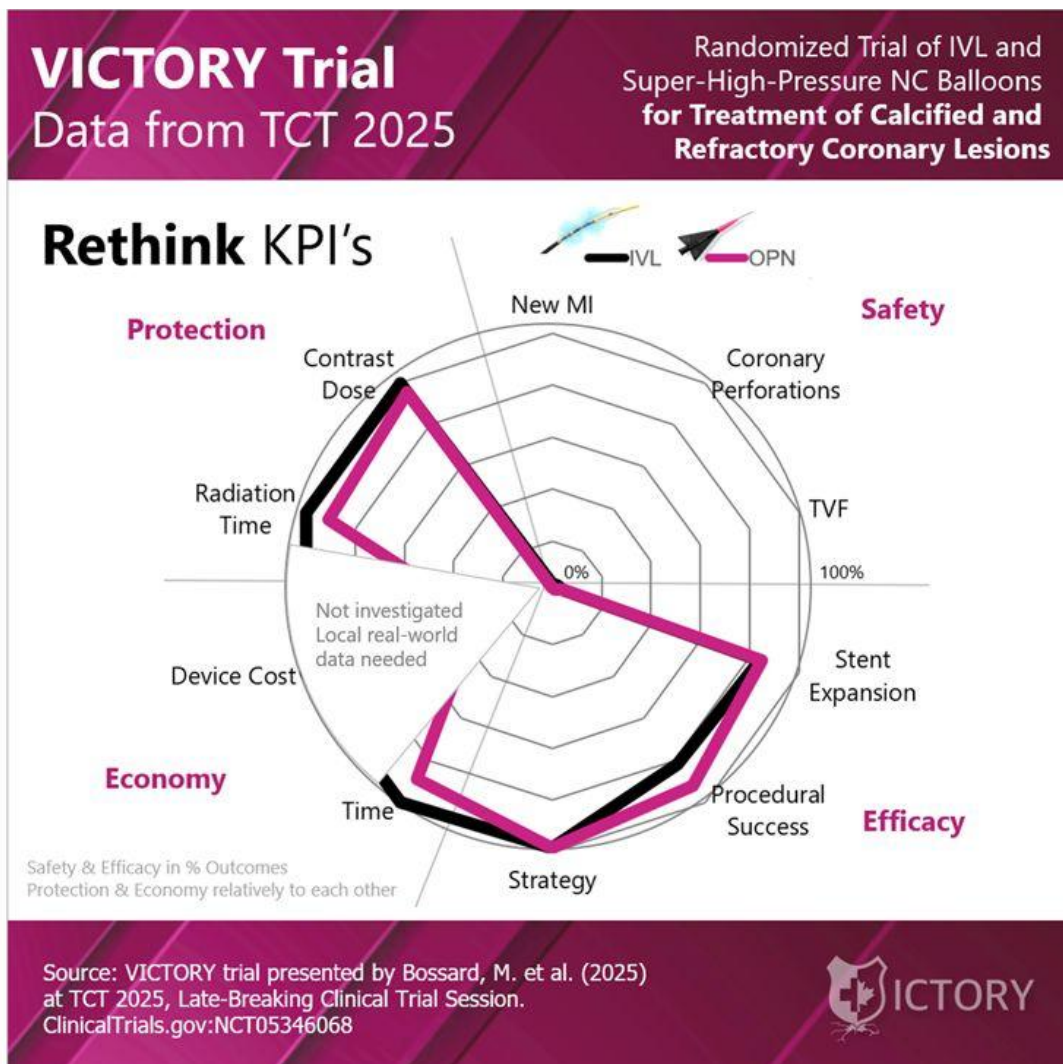 VICTORY Trial
Data from TCT 2025
Randomized Trial of IVL and
Super-High-Pressure NC Balloons
for Treatment of Calcified and
Refractory Coronary Lesions
Rethink KPI's
IVL
OPN
Protection
Safety
New MI
Contrast
Dose
Coronary
Perforations
Radiation
Time
TVF
0%
100%
Not investigated
Local real-world
data needed
Device Cost
Stent
Expansion
Economy
Time
Procedural
Success
Efficacy
Strategy
Safety & Efficacy in % Outcomes
Protection & Economy relatively to each other
Source: VICTORY trial presented by Bossard, M. et al. (2025)
at TCT 2025, Late-Breaking Clinical Trial Session.
ClinicalTrials.gov:NCT05346068
VICTORY